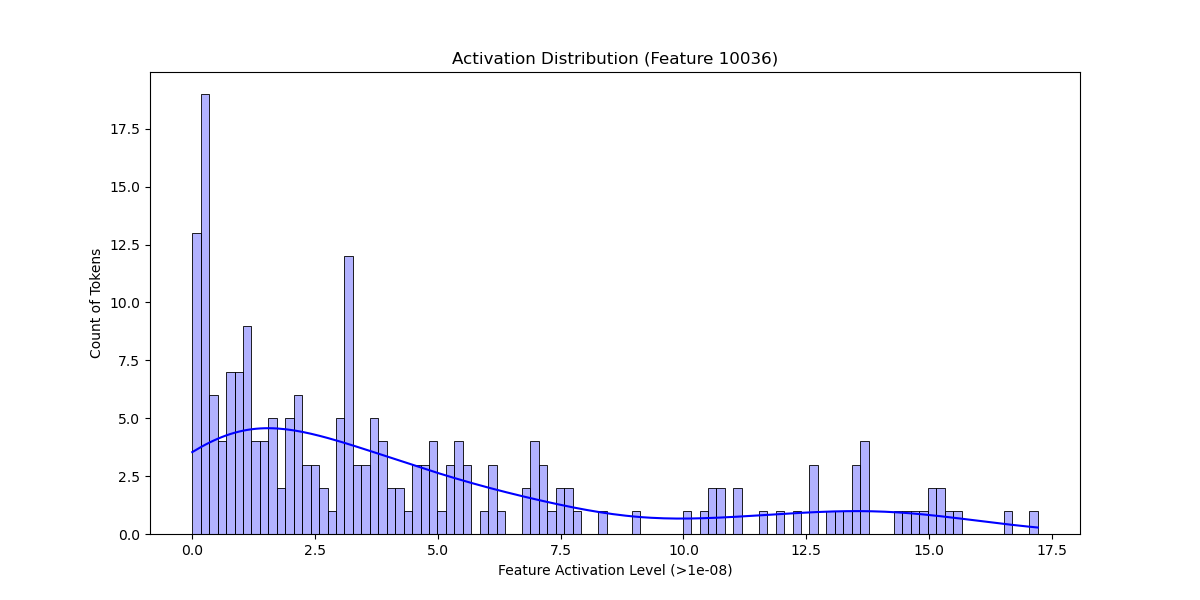 Activation Distribution (Feature 10036)
Count of Tokens
17.5
15.0
12.5
10.0
7.5
5.0
2.5
0.0
0.0 2.5 5.0 7.5 10.0 12.5 15.0 17.5
Feature Activation Level (>1e-08)